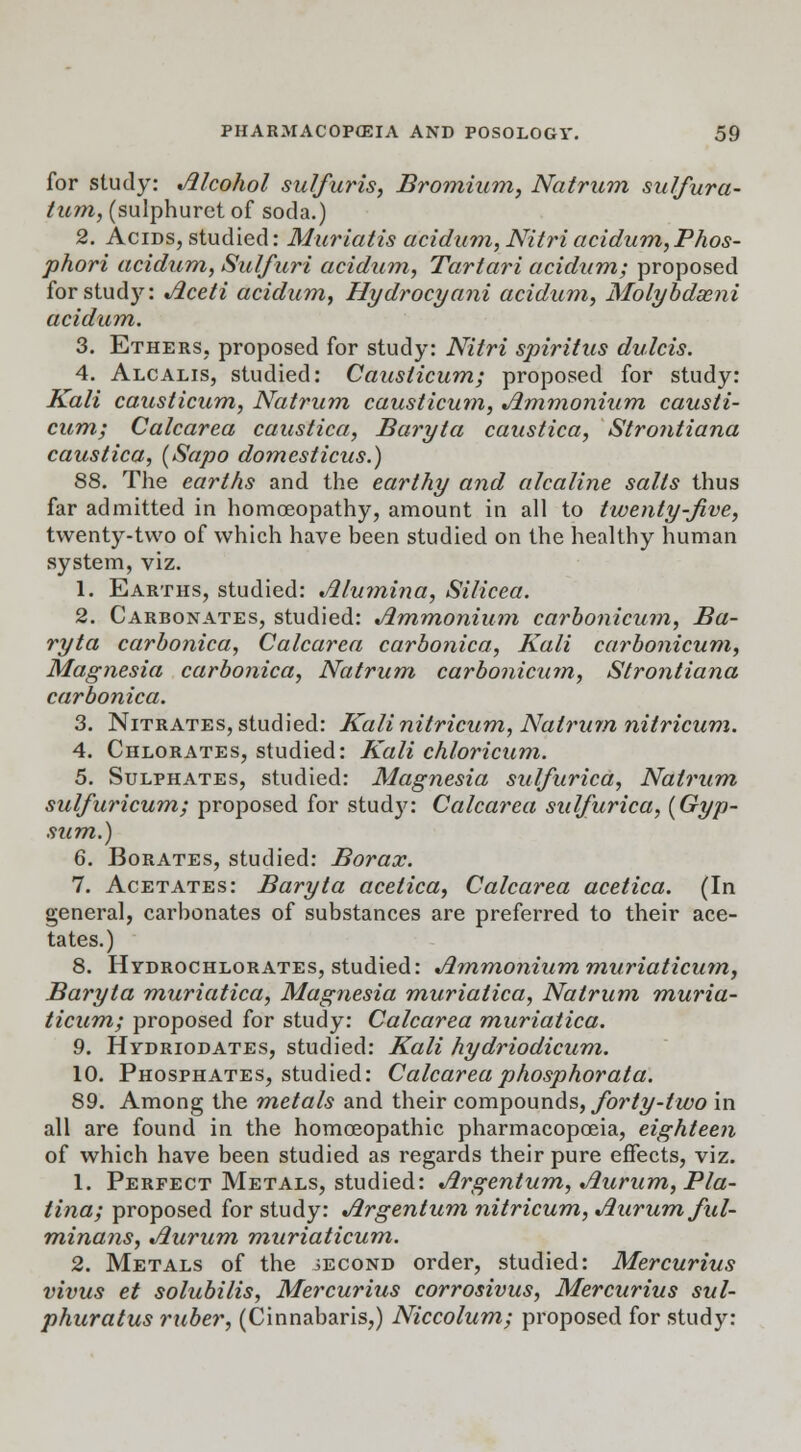 PHARMACOPŒIA AND POSOLOGY. 59
for study: Alcohol sulfuris, Bromium, Natrum sulfura-
tum, (sulphuret of soda.)
2. Acids, studied: Muriatis acidum, Nitri acidum, Phos-
phori acidum, Sulfuri acidum, Tartari acidum; proposed
for study: Aceti acidum, Hydrocyani acidum, Molybdæni
acidum.
3. Ethers, proposed for study: Nitri spiritus dulcis.
4. Alcalis, studied: Causticum; proposed for study:
Kali causticum, Natrum causticum, Ammonium causti-
cum; Calcarea caustica, Baryta caustica, Strontiana
caustica, (Sapo domesticus.)
88. The earths and the earthy and alcaline salts thus
far admitted in homœopathy, amount in all to twenty-five,
twenty-two of which have been studied on the healthy human
system, viz.
1. Earths, studied: Alumina, Silicea.
2. Carbonates, studied: Ammonium carbonicum, Ba-
ryta carbonica, Calcarea carbonica, Kali carbonicum,
Magnesia carbonica, Natrum carbonicum, Strontiana
carbonica.
3. Nitrates, studied: Kali nitricum, Natrum nitricum.
4. Chlorates, studied: Kali chloricum.
5. Sulphates, studied: Magnesia sulfurica, Natrum
sulfuricum; proposed for study: Calcarea sulfurica, (Gyp-
sum.)
6. Borates, studied: Borax.
7. Acetates: Baryta acetica, Calcarea acetica. (In
general, carbonates of substances are preferred to their ace-
tates.)
8. Hydrochlorates, studied: Ammonium muriaticum,
Baryta muriatica, Magnesia muriatica, Natrum muria-
ticum; proposed for study: Calcarea muriatica.
9. Hydriodates, studied: Kali hydriodicum.
10. Phosphates, studied: Calcarea phosphorata.
89. Among the metals and their compounds, forty-two in
all are found in the homœopathic pharmacopœia, eighteen
of which have been studied as regards their pure effects, viz.
1. Perfect Metals, studied: Argentum, Aurum, Pla-
tina; proposed for study: Argentum nitricum, Aurum ful-
minans, Aurum muriaticum.
2. Metals of the second order, studied: Mercurius
vivus et solubilis, Mercurius corrosivus, Mercurius sul-
phuratus ruber, (Cinnabaris,) Niccolum; proposed for study: